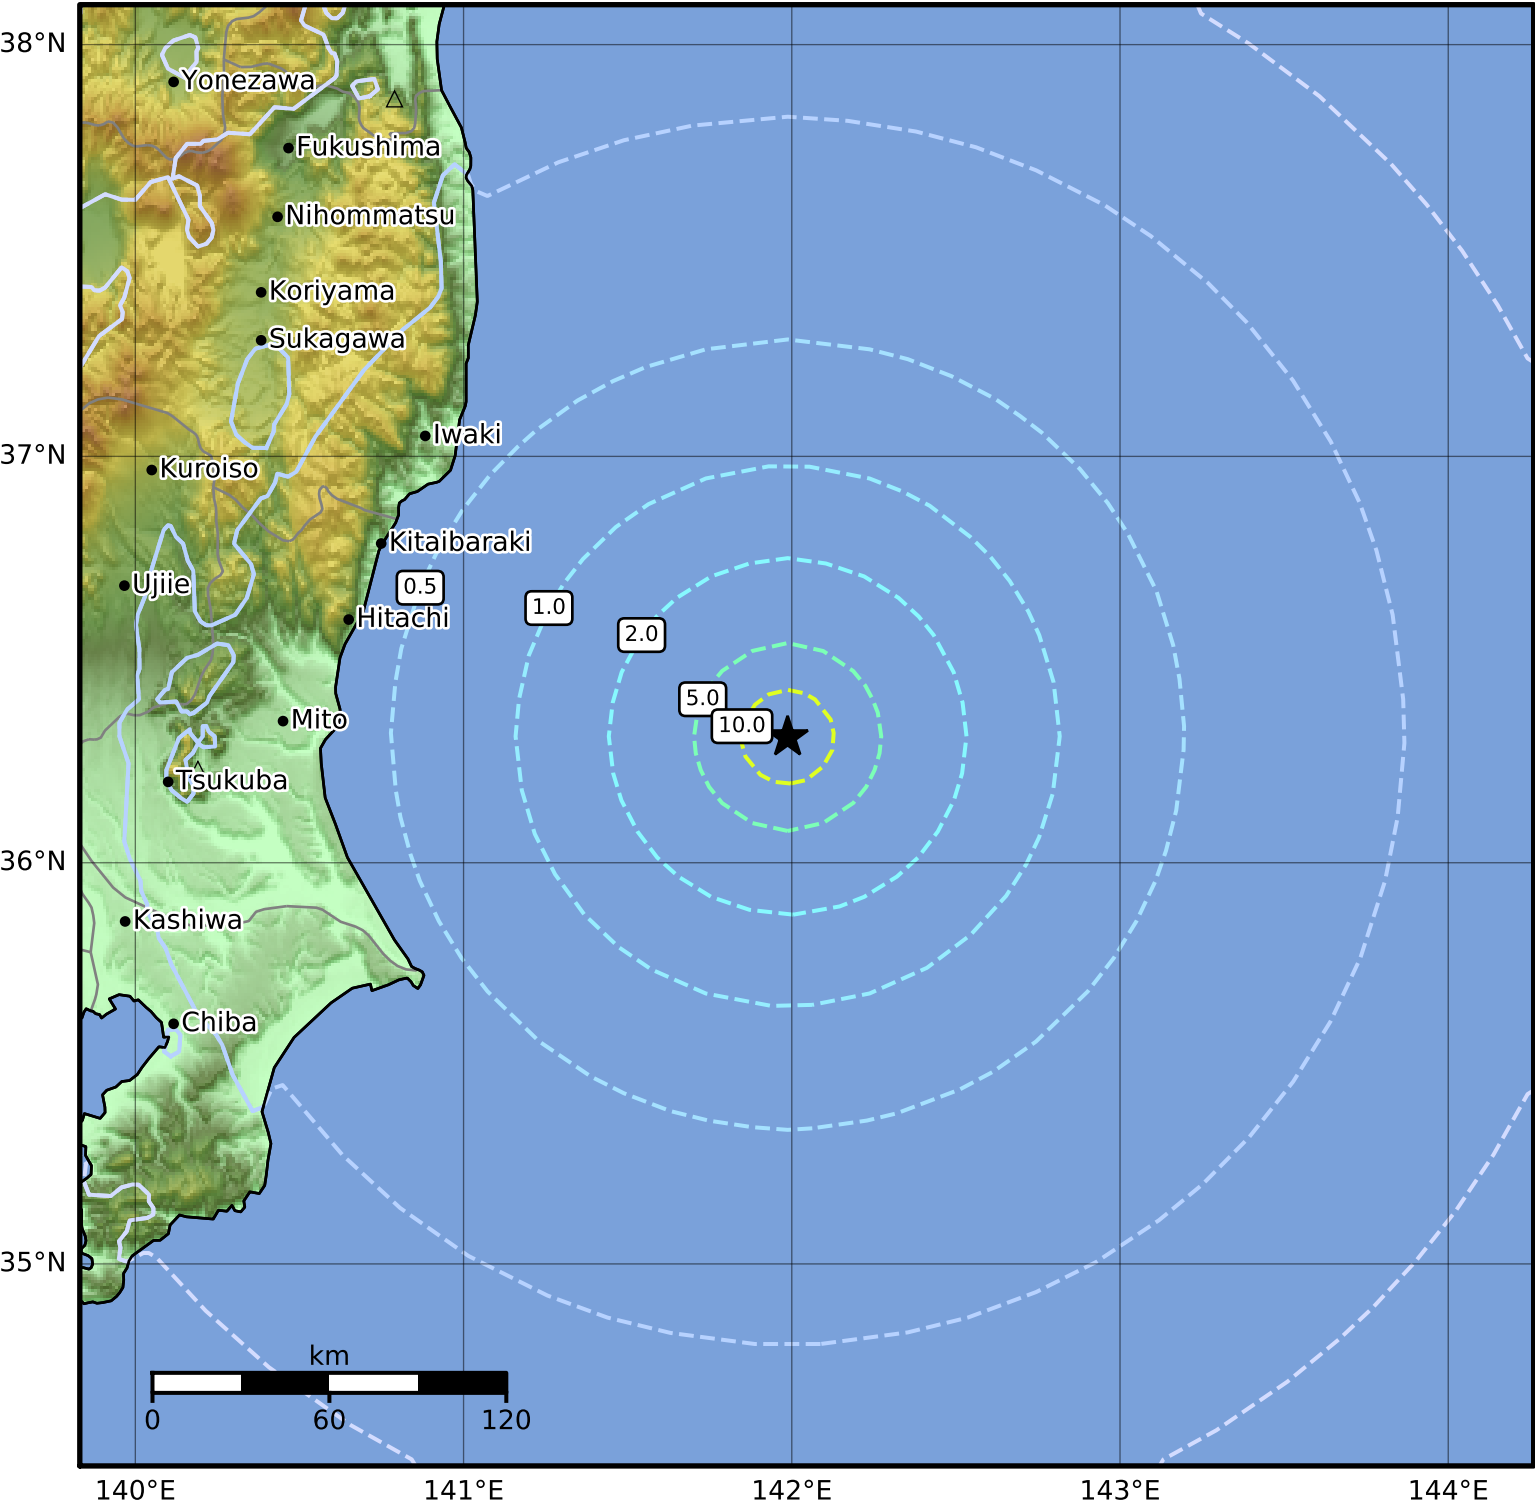 38°N
Yonezawa
Fukushima
Nihommatsu
Koriyama
Sukagawa
Iwaki
37°N
Kuroiso
Kitaibaraki
Ujiie
0.5
1.0
Hitachi
2.0
5.0
Mito
10.0
Tsukuba
36°N
Kashiwa
Chiba
35°N
km
0 60 120
140°E 141°E 142°E 143°E 144°E